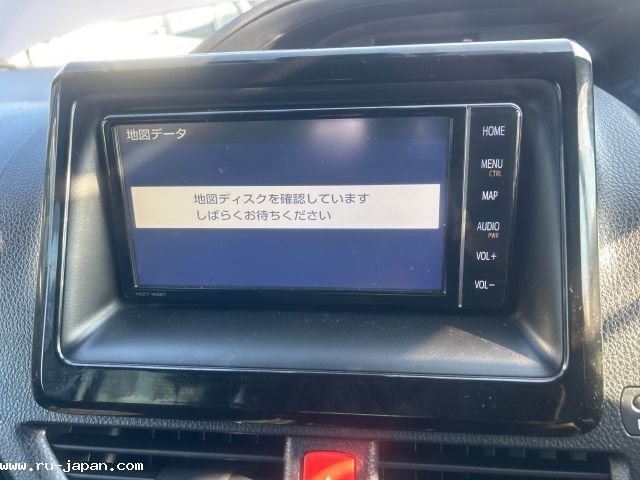 地図データ
地図ディスクを確認しています
しばらくお待ちください
HOME
MENU
CTRL
MAP
AUDIO
PWR
VOL+
VOL-
NSZT-W68T
www.ru-japan.com